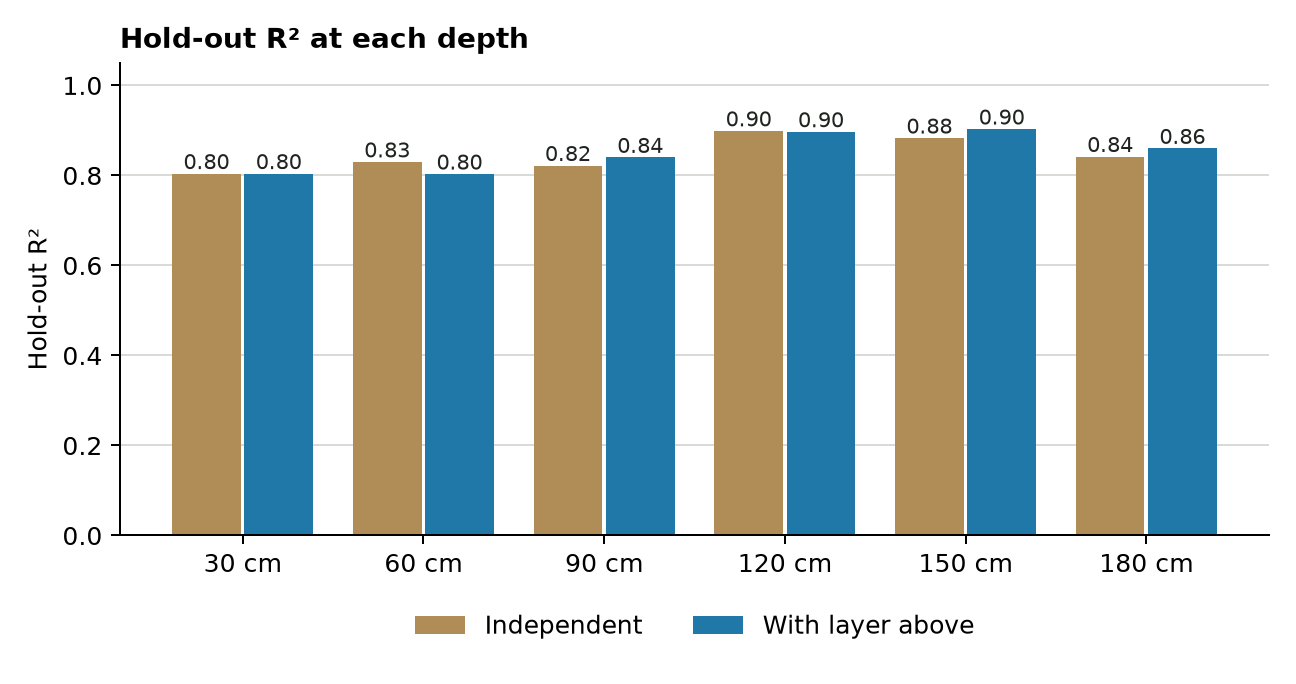 Hold-out R² at each depth
Hold-out R²
1.0
0.8
0.6
0.4
0.2
0.0
0.80 0.80 0.83 0.80 0.82 0.84 0.90 0.90 0.88 0.90 0.84 0.86
30 cm 60 cm 90 cm 120 cm 150 cm 180 cm
Independent With layer above